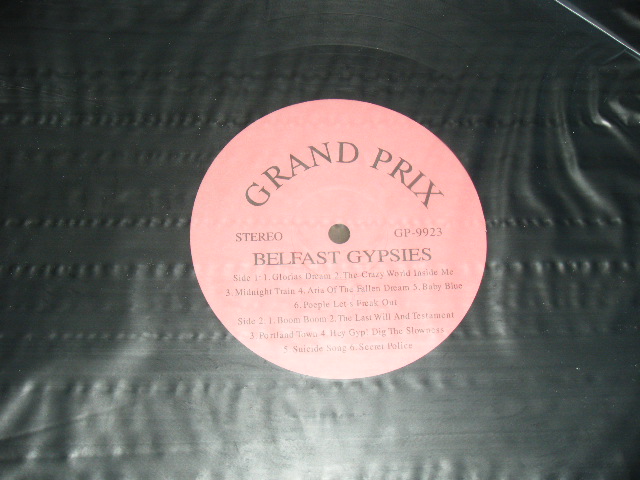 GRAND PRIX
STEREO GP-9923
BELFAST GYPSIES
Side 1: 1. Glorias Dream 2. The Crazy World Inside Me
3. Midnight Train 4. Aria Of The Fallen Dream 5. Baby Blue
6. People Let's Freak Out
Side 2: 1. Boom Boom 2. The Last Will And Testament
3. Portland Town 4. Hey Gyp! Dig The Slowness
5. Suicide Song 6. Secret Police